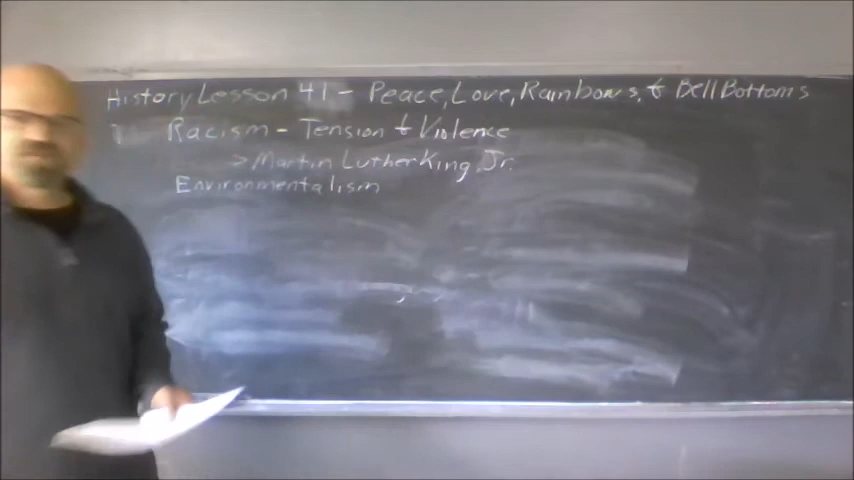 History Lesson 41 - Peace, Love, Rainbows, & Bell Bottoms
Racism - Tension & Violence
> Martin Luther King, Jr.
Environmentalism